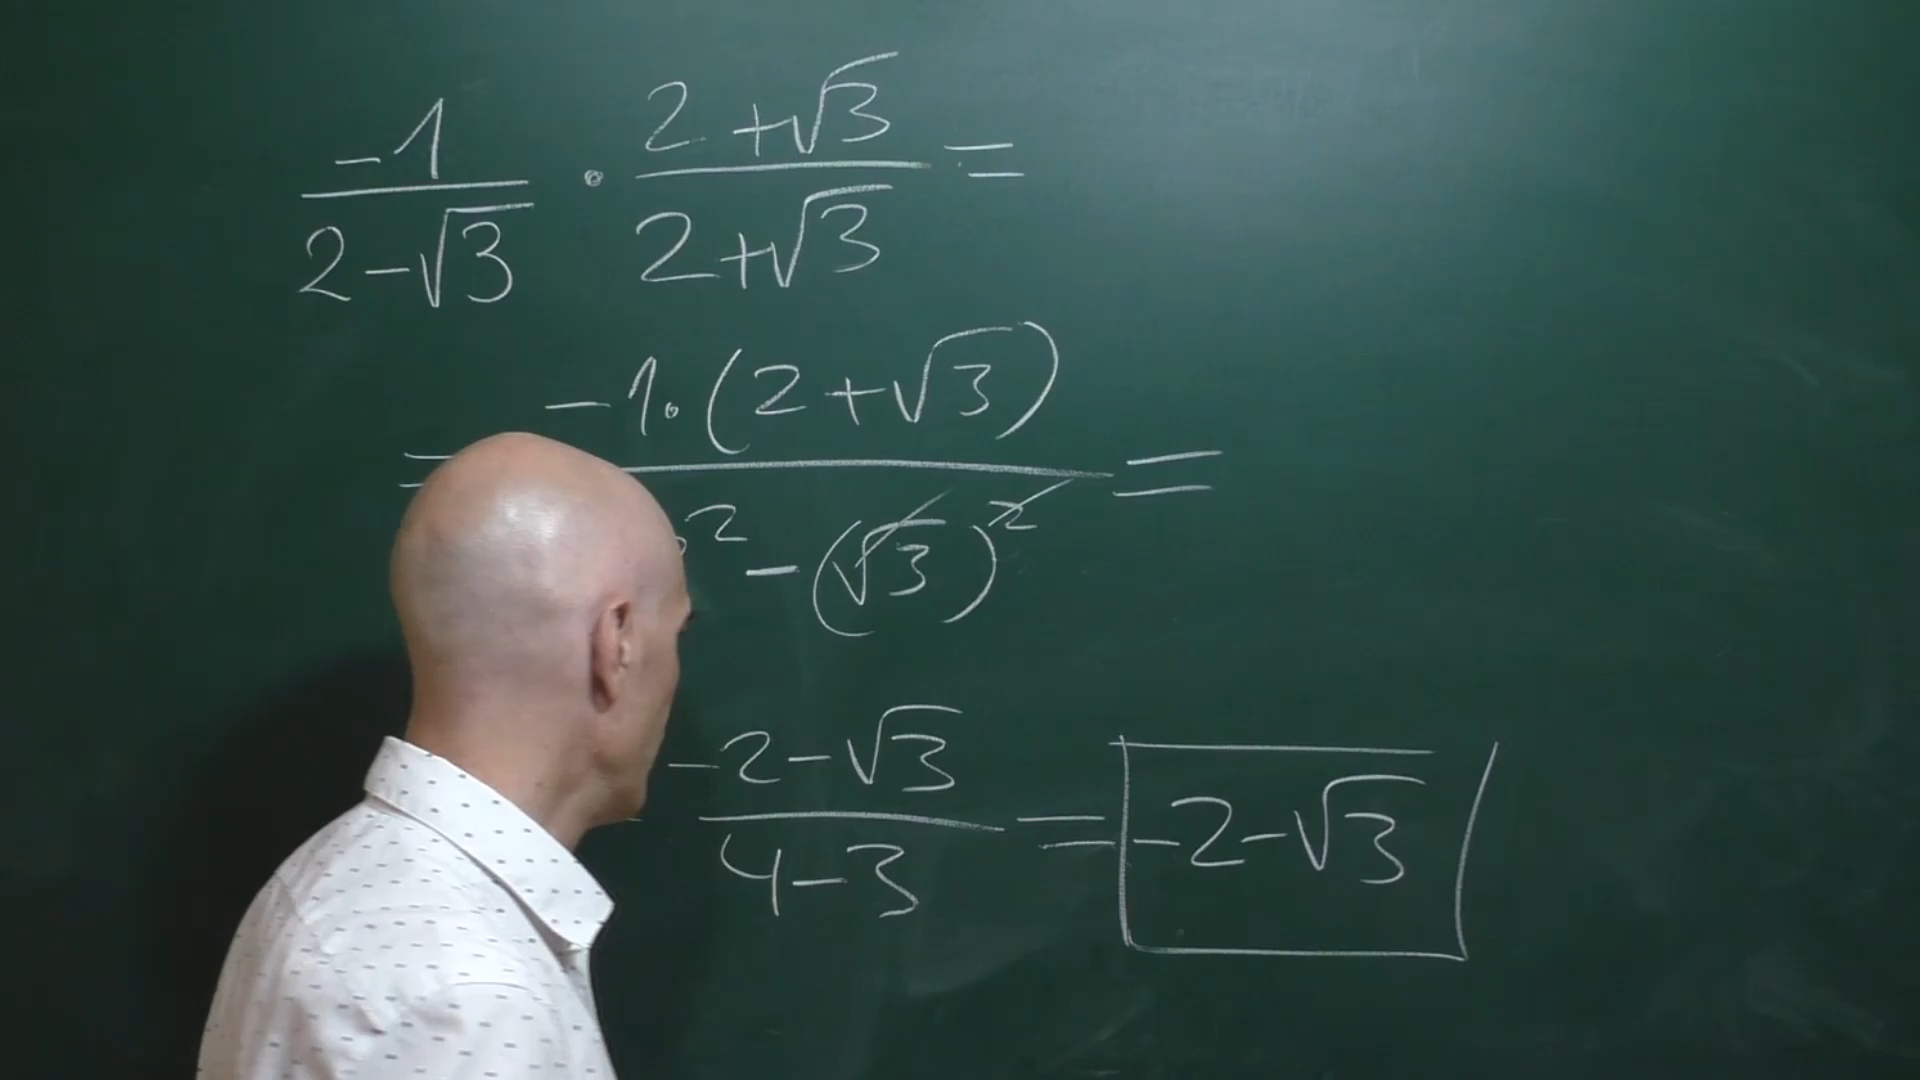 -1/(2-√3) · (2+√3)/(2+√3) =
= -1·(2+√3)/(² - (√3)²) =
(-2-√3)/(4-3) = -2-√3